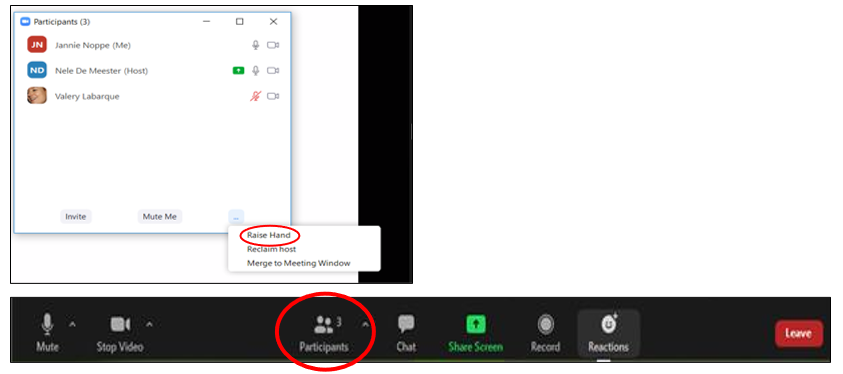 Participants (3)
JN Jannie Noppe (Me)
ND Nele De Meester (Host)
Valery Labarque
Invite Mute Me ...
Raise Hand
Reclaim host
Merge to Meeting Window
3
Mute Stop Video Participants Chat Share Screen Record Reactions Leave